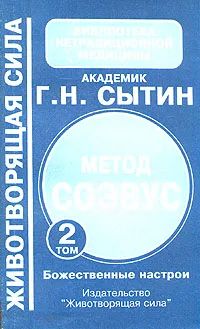 ЖИВОТВОРЯЩАЯ СИЛА
БИБЛИОТЕКА
НЕТРАДИЦИОННОЙ
МЕДИЦИНЫ
АКАДЕМИК
Г.Н. СЫТИН
МЕТОД
СОЭВУС
2
ТОМ
Божественные настрои
Издательство
"Животворящая сила"